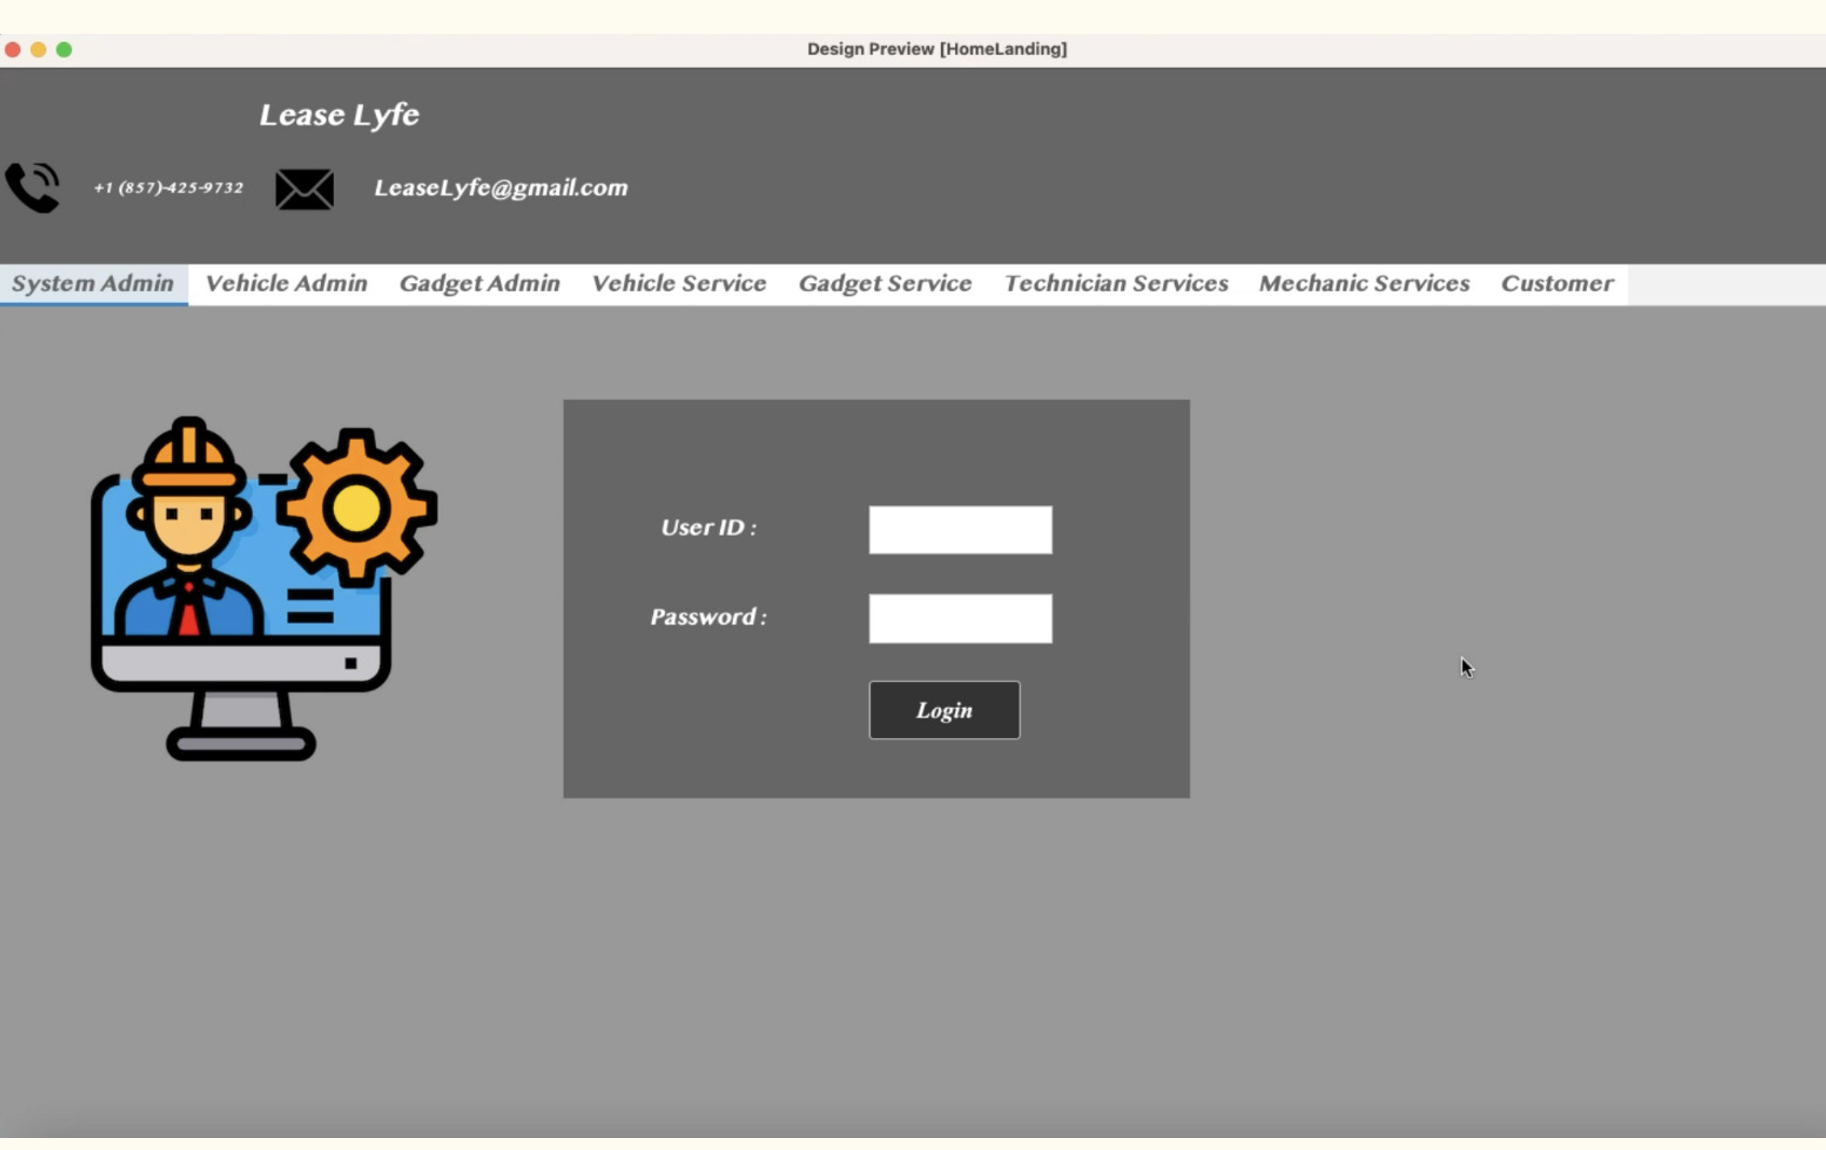 Design Preview [HomeLanding]
Lease Lyfe
+1 (857)-425-9732 LeaseLyfe@gmail.com
System Admin Vehicle Admin Gadget Admin Vehicle Service Gadget Service Technician Services Mechanic Services Customer
User ID :
Password :
Login